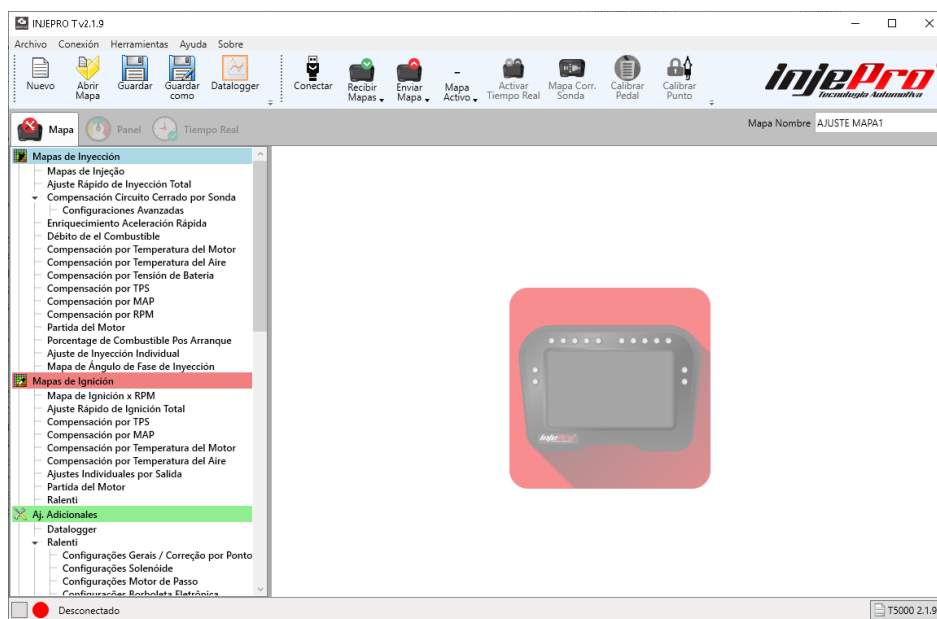 INJEPRO T v2.1.9
Archivo Conexión Herramientas Ayuda Sobre
Nuevo
Abrir Mapa
Guardar
Guardar como
Datalogger
Conectar
Recibir Mapas
Enviar Mapa
Mapa Activo
Activar Tiempo Real
Mapa Corr. Sonda
Calibrar Pedal
Calibrar Punto
InjePro
Tecnologia Automotiva
Mapa
Panel
Tiempo Real
Mapa Nombre AJUSTE MAPA1
Mapas de Inyección
Mapas de Injeção
Ajuste Rápido de Inyección Total
Compensación Circuito Cerrado por Sonda
Configuraciones Avanzadas
Enriquecimiento Aceleración Rápida
Débito de el Combustible
Compensación por Temperatura del Motor
Compensación por Temperatura del Aire
Compensación por Tensión de Bateria
Compensación por TPS
Compensación por MAP
Compensación por RPM
Partida del Motor
Porcentage de Combustible Pos Arranque
Ajuste de Inyección Individual
Mapa de Ángulo de Fase de Inyección
Mapas de Ignición
Mapa de Ignición x RPM
Ajuste Rápido de Ignición Total
Compensación por TPS
Compensación por MAP
Compensación por Temperatura del Motor
Compensación por Temperatura del Aire
Ajustes Individuales por Salida
Partida del Motor
Ralenti
Aj. Adicionales
Datalogger
Ralentí
Configurações Gerais / Correção por Ponto
Configurações Solenóide
Configurações Motor de Passo
Configurações Borboleta Eletrônica
InjePro
Desconectado
T5000 2.1.9